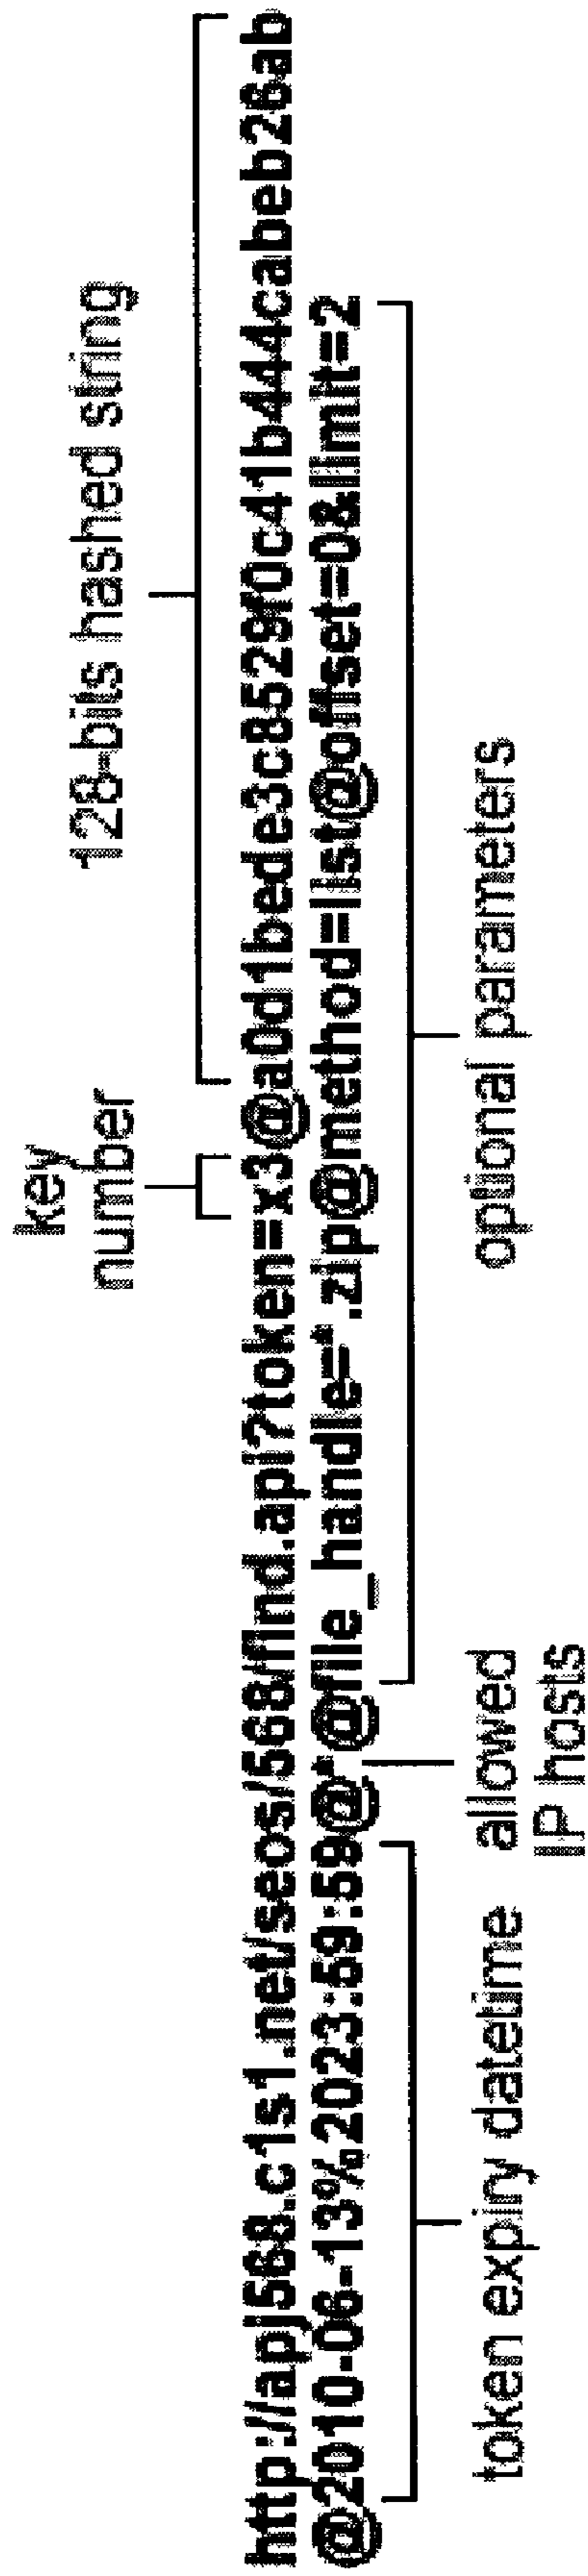 key
number
128-bits hashed string
http://apj568.c1s1.net/seos/568/find.api?token=x3@a0d1bede3c8529f0c41b444cabeb26ab
@2010-06-13%2023:59:59@*@file_handle=*.zip@method=list@offset=0&limit=2
token expiry datetime
allowed
IP hosts
optional parameters